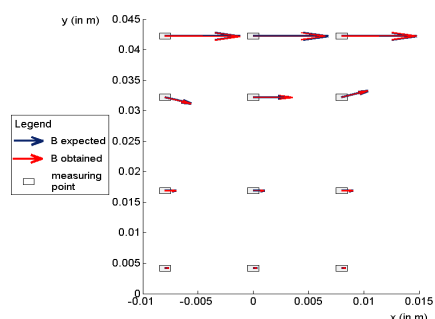 y (in m)
0.045
0.04
0.035
0.03
0.025
0.02
0.015
0.01
0.005
0
-0.01
-0.005
0
0.005
0.01
0.015
x (in m)
Legend
B expected
B obtained
measuring
point